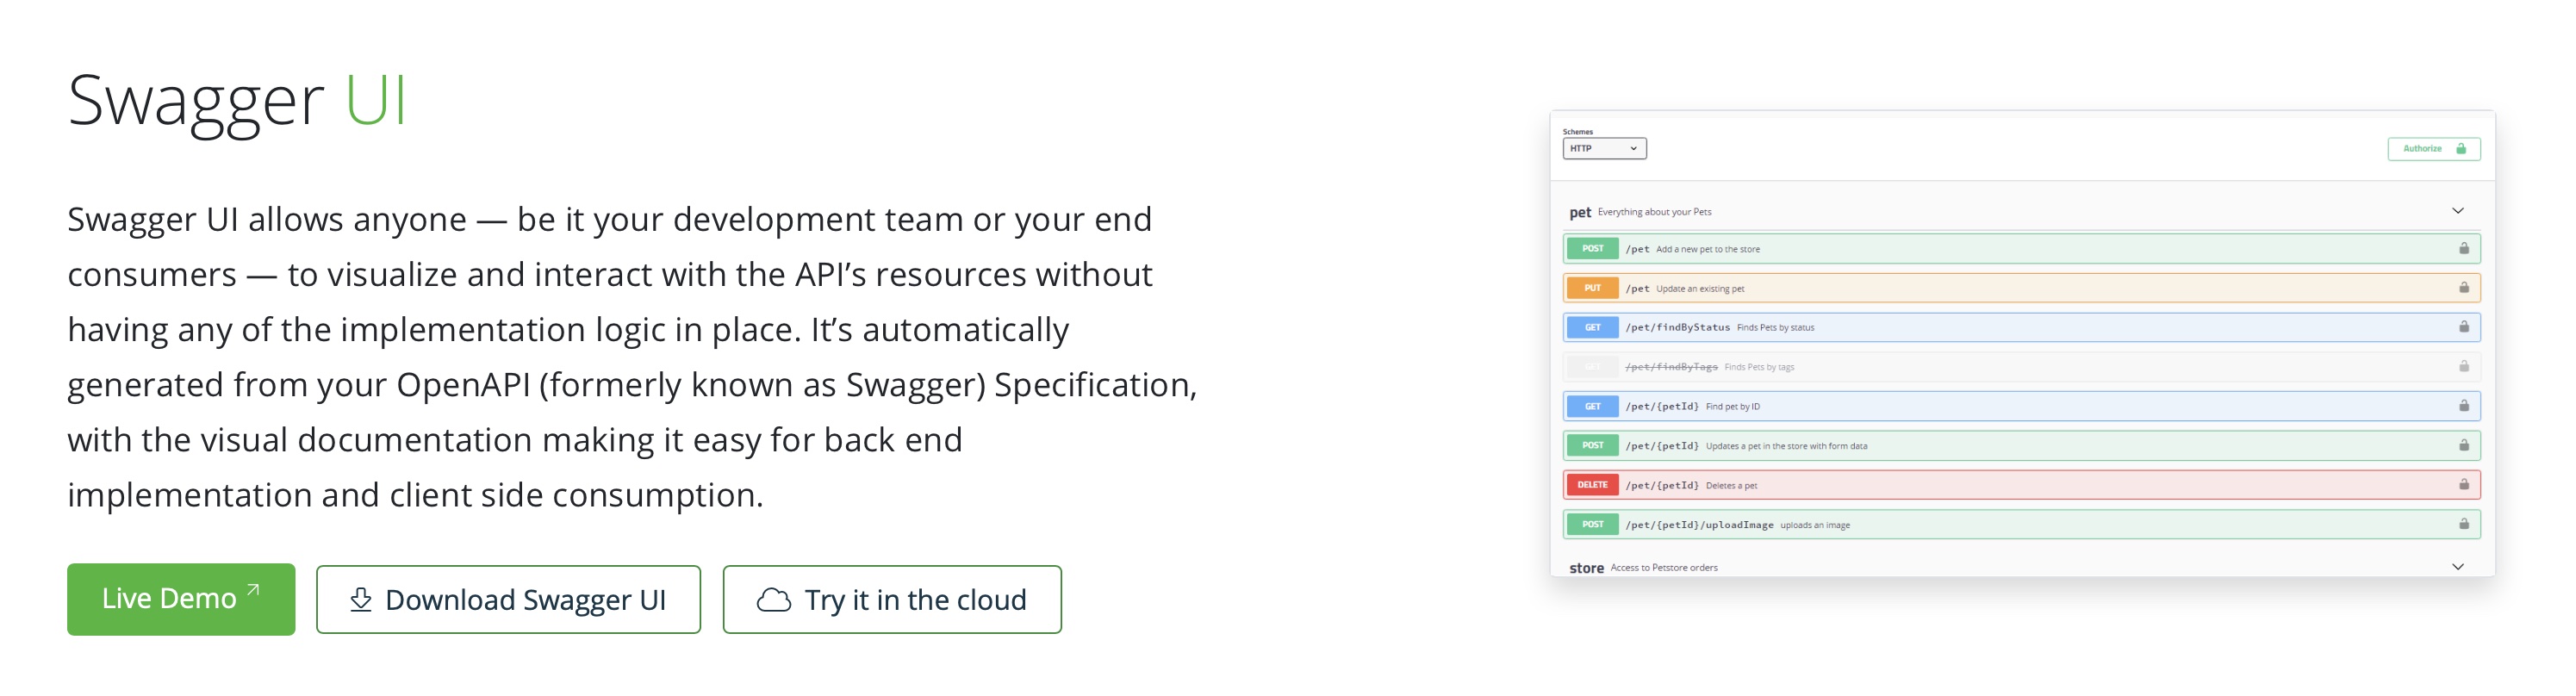 Swagger UI
Swagger UI allows anyone — be it your development team or your end
consumers — to visualize and interact with the API’s resources without
having any of the implementation logic in place. It’s automatically
generated from your OpenAPI (formerly known as Swagger) Specification,
with the visual documentation making it easy for back end
implementation and client side consumption.
Live Demo
Download Swagger UI
Try it in the cloud
Schemes
HTTP
Authorize
pet Everything about your Pets
POST /pet Add a new pet to the store
PUT /pet Update an existing pet
GET /pet/findByStatus Finds Pets by status
/pet/findByTags Finds Pets by tags
GET /pet/{petId} Find pet by ID
POST /pet/{petId} Updates a pet in the store with form data
DELETE /pet/{petId} Deletes a pet
POST /pet/{petId}/uploadImage uploads an image
store Access to Petstore orders